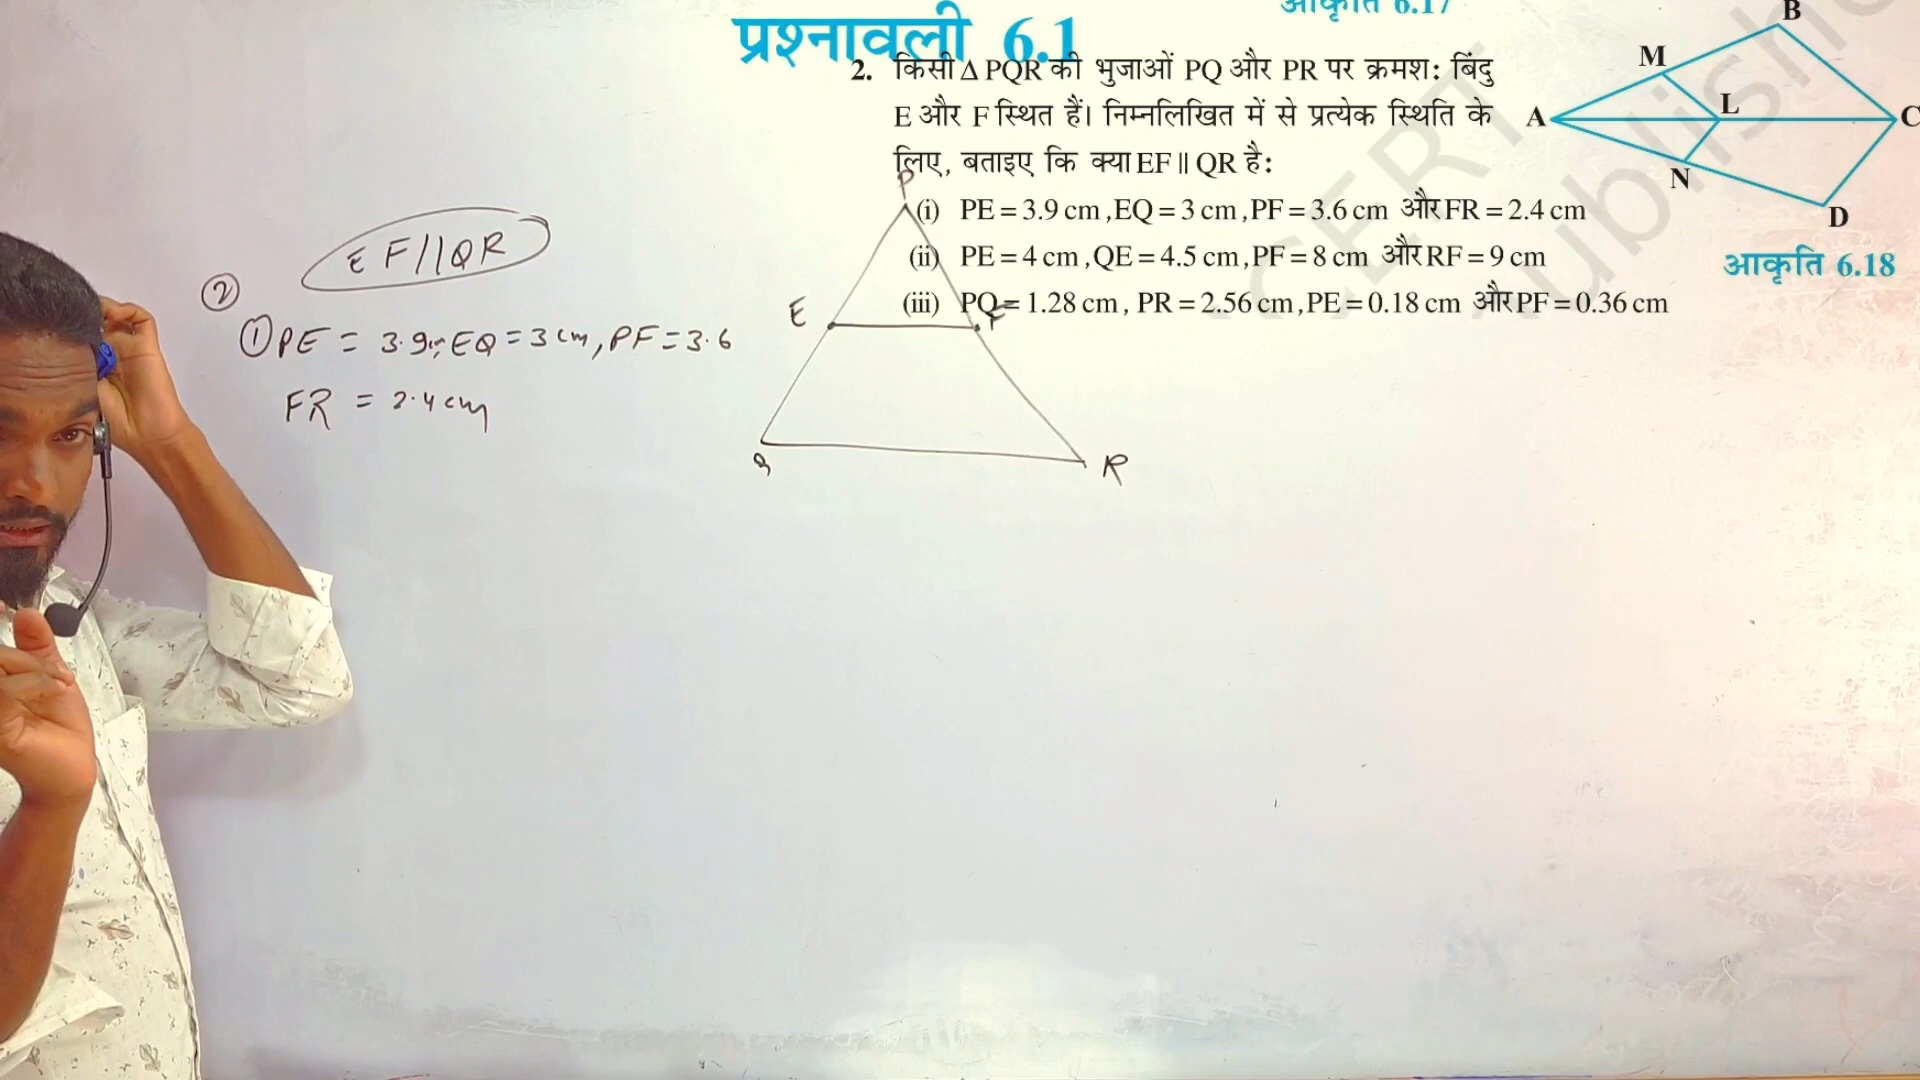 आकृति 6.17
प्रश्नावली 6.1
2. किसी Δ PQR की भुजाओं PQ और PR पर क्रमशः बिंदु
E और F स्थित हैं। निम्नलिखित में से प्रत्येक स्थिति के
लिए, बताइए कि क्या EF || QR है:
(i) PE = 3.9 cm , EQ = 3 cm , PF = 3.6 cm और FR = 2.4 cm
(ii) PE = 4 cm , QE = 4.5 cm , PF = 8 cm और RF = 9 cm
(iii) PQ = 1.28 cm , PR = 2.56 cm , PE = 0.18 cm और PF = 0.36 cm
B
M
A
L
C
N
D
आकृति 6.18
EF||QR
②
① PE = 3.9cm, EQ = 3 cm, PF = 3.6
FR = 2.4 cm
P
E
F
Q
R